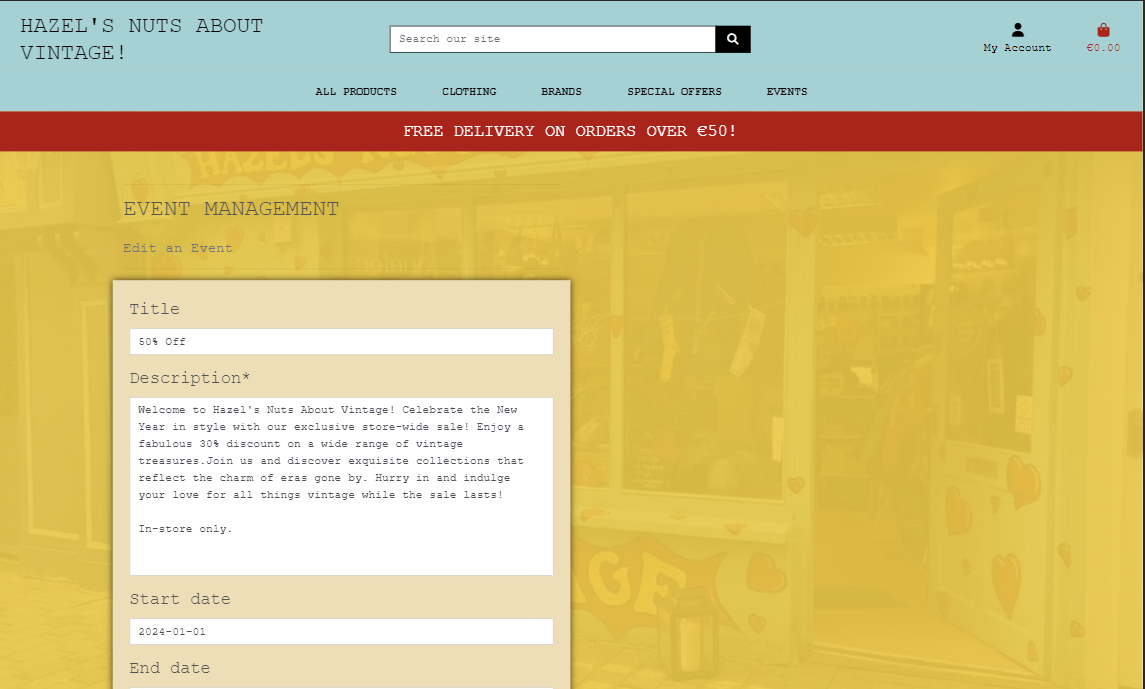 HAZEL'S NUTS ABOUT
VINTAGE!
Search our site
My Account
€0.00
ALL PRODUCTS CLOTHING BRANDS SPECIAL OFFERS EVENTS
FREE DELIVERY ON ORDERS OVER €50!
EVENT MANAGEMENT
Edit an Event
Title
50% Off
Description*
Welcome to Hazel's Nuts About Vintage! Celebrate the New
Year in style with our exclusive store-wide sale! Enjoy a
fabulous 30% discount on a wide range of vintage
treasures.Join us and discover exquisite collections that
reflect the charm of eras gone by. Hurry in and indulge
your love for all things vintage while the sale lasts!
In-store only.
Start date
2024-01-01
End date